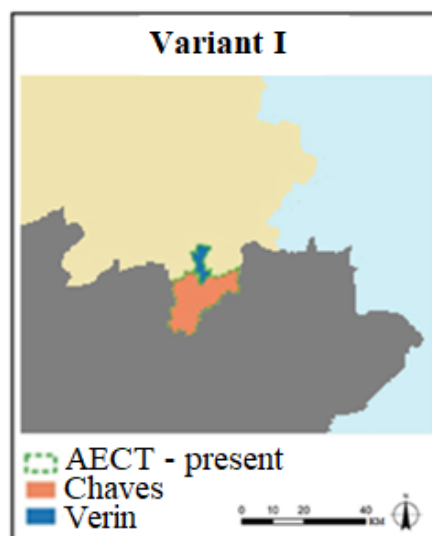 Variant I
AECT - present
Chaves
Verin
0 10 20 40
KM
N